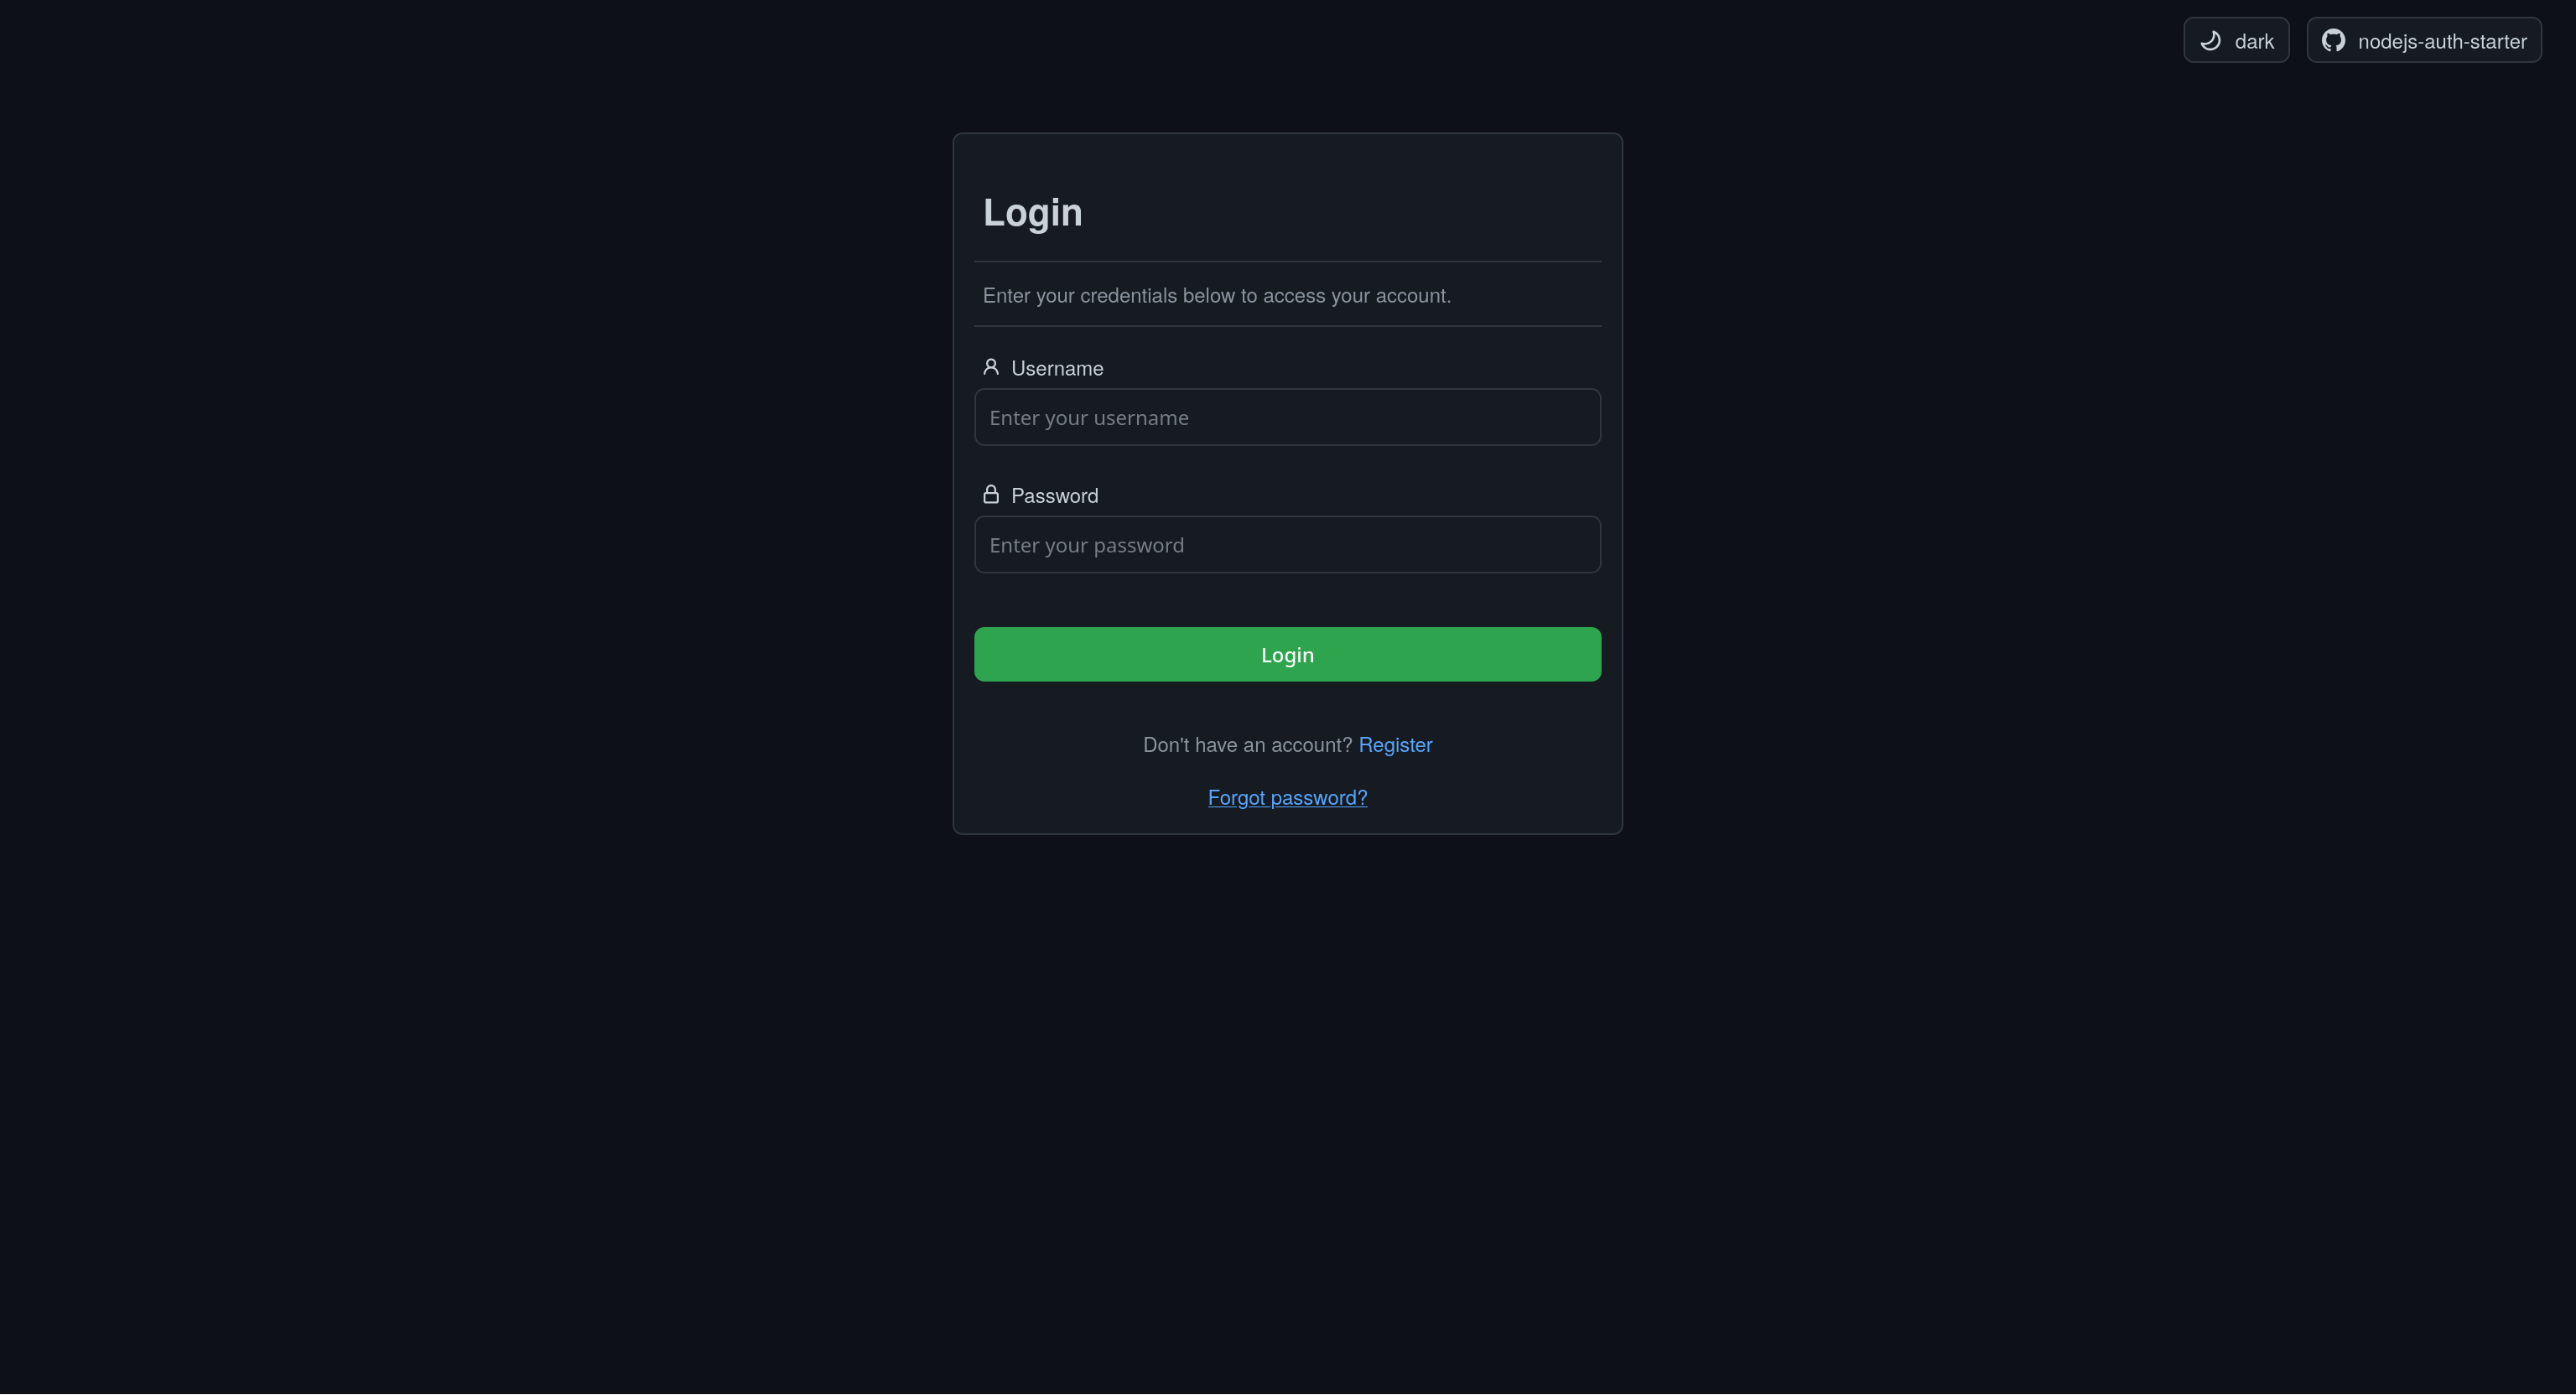 dark
nodejs-auth-starter
Login
Enter your credentials below to access your account.
Username
Enter your username
Password
Enter your password
Login
Don't have an account? Register
Forgot password?